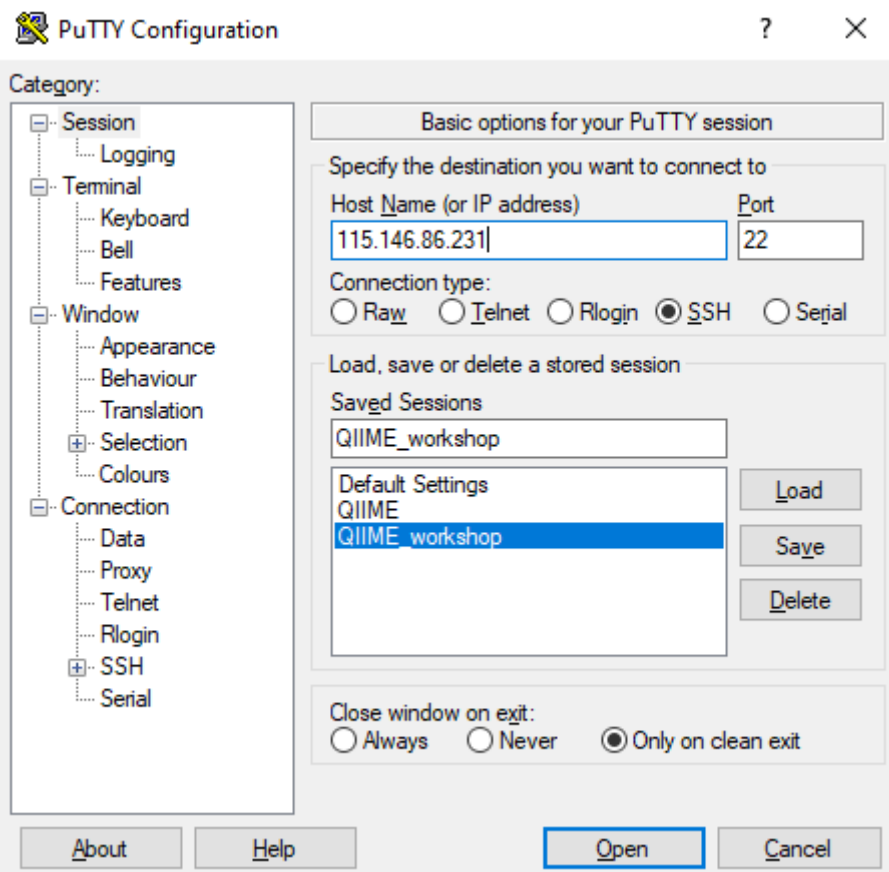 PuTTY Configuration
?
Category:
Session
Logging
Terminal
Keyboard
Bell
Features
Window
Appearance
Behaviour
Translation
Selection
Colours
Connection
Data
Proxy
Telnet
Rlogin
SSH
Serial
Basic options for your PuTTY session
Specify the destination you want to connect to
Host Name (or IP address) Port
115.146.86.231 22
Connection type:
Raw Telnet Rlogin SSH Serial
Load, save or delete a stored session
Saved Sessions
QIIME_workshop
Default Settings
QIIME
QIIME_workshop
Load
Save
Delete
Close window on exit:
Always Never Only on clean exit
About Help Open Cancel